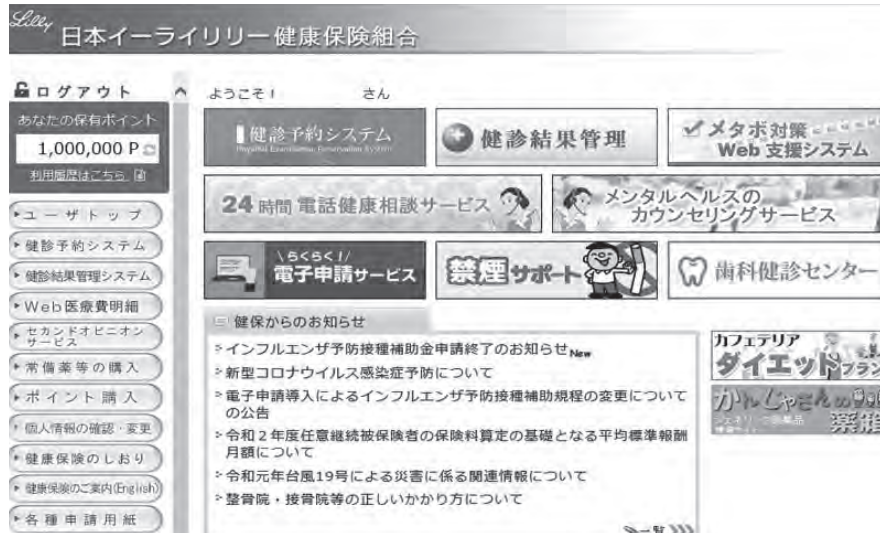 Lilly
日本イーライリリー健康保険組合
ログアウト
あなたの保有ポイント
1,000,000 P
利用履歴はこちら
ユーザトップ
健診予約システム
健診結果管理システム
Web医療費明細
セカンドオピニオン
サービス
常備薬等の購入
ポイント購入
個人情報の確認・変更
健康保険のしおり
健康保険のご案内(English)
各種申請用紙
ようこそ! さん
健診予約システム
Physical Examination Reservation System
健診結果管理
メタボ対策
Web 支援システム
24時間 電話健康相談サービス
メンタルヘルスの
カウンセリングサービス
\らくらく!/
電子申請サービス
禁煙サポート
歯科健診センター
健保からのお知らせ
インフルエンザ予防接種補助金申請終了のお知らせ New
新型コロナウイルス感染症予防について
電子申請導入によるインフルエンザ予防接種補助規程の変更について
の公告
令和2年度任意継続被保険者の保険料算定の基礎となる平均標準報酬
月額について
令和元年台風19号による災害に係る関連情報について
整骨院・接骨院等の正しいかかり方について
一覧
カフェテリア
ダイエットプラン
かんじゃさんの
薬箱